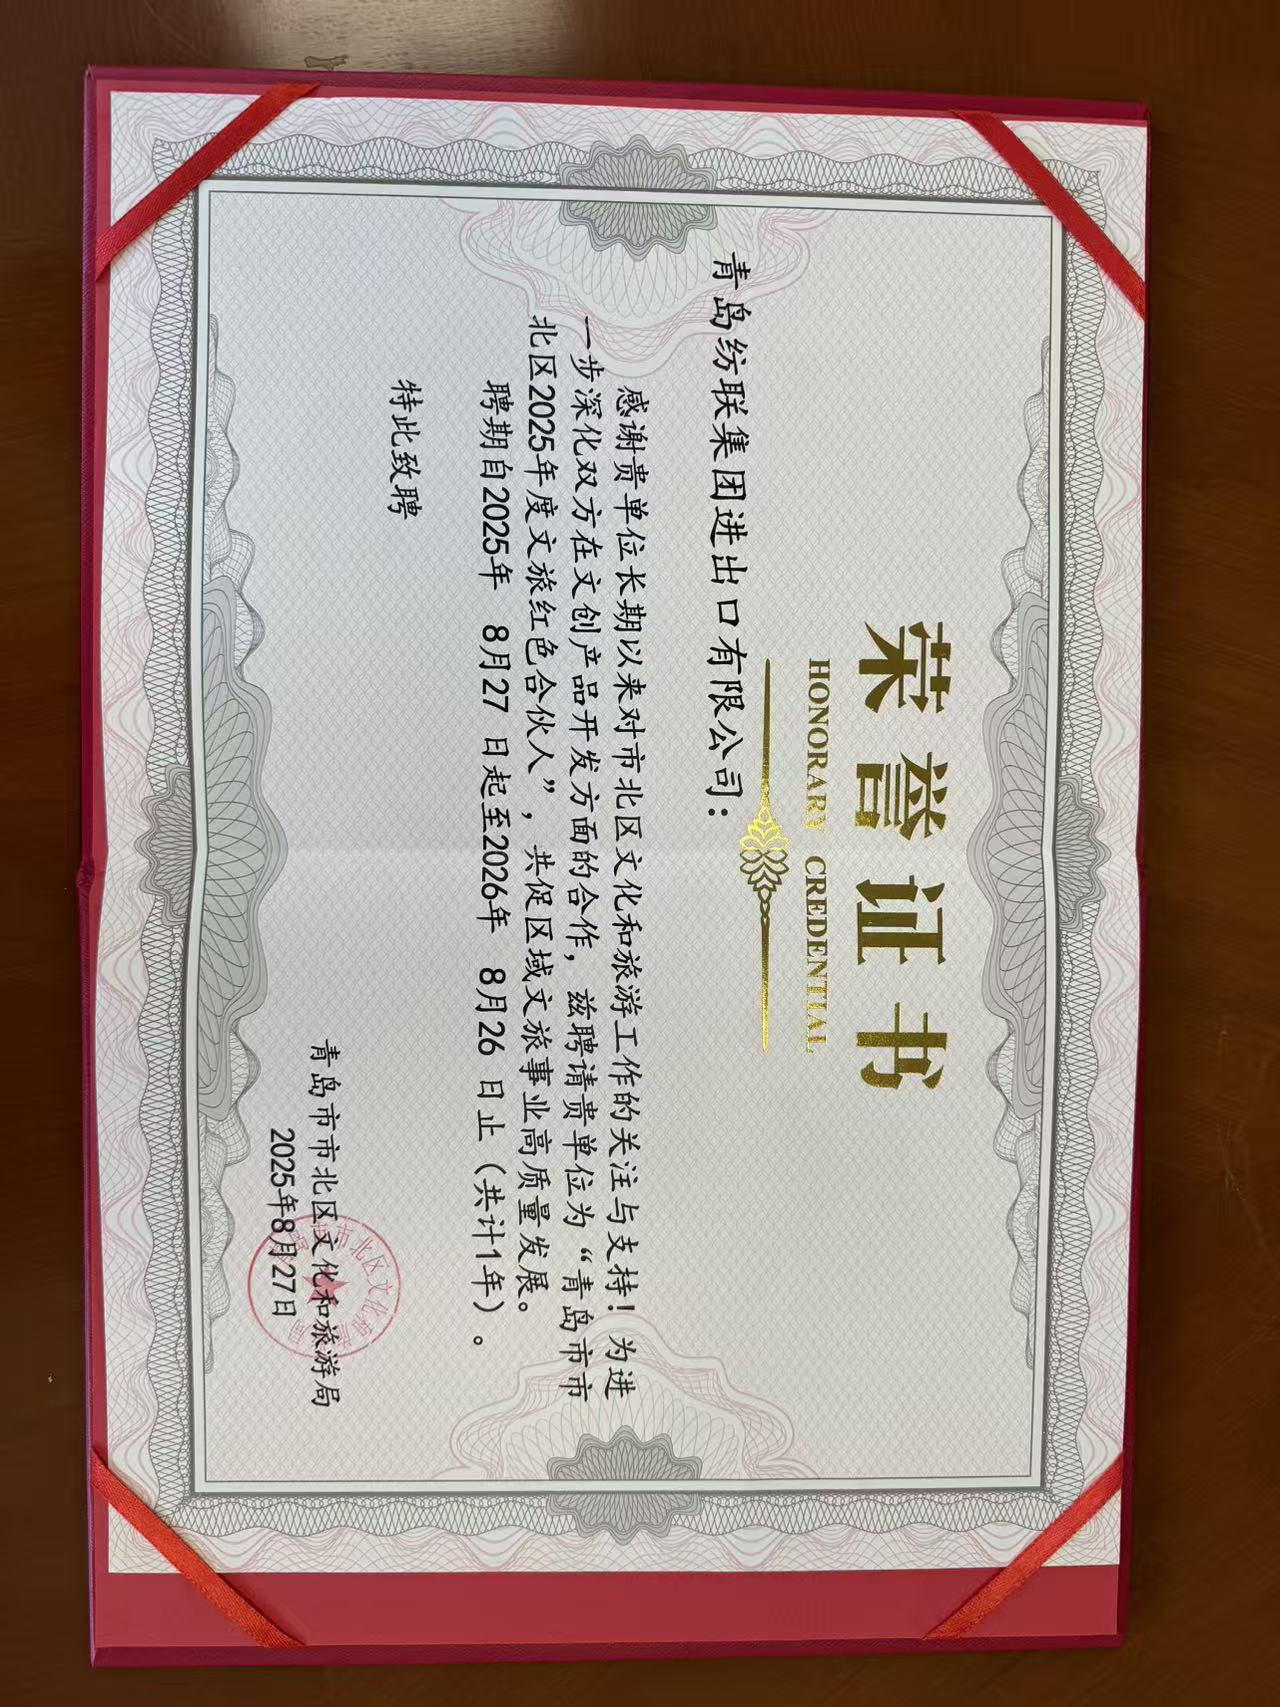 荣誉证书
HONORARY CREDENTIAL
青岛纺联集团进出口有限公司：
感谢贵单位长期以来对市北区文化和旅游工作的关注与支持！为进
一步深化双方在文创产品开发方面的合作，兹聘请贵单位为“青岛市市
北区2025年度文旅红色合伙人”，共促区域文旅事业高质量发展。
聘期自2025年 8月27 日起至2026年 8月26 日止（共计1年）。
特此致聘
青岛市市北区文化和旅游局
2025年8月27日
市北区文化和旅